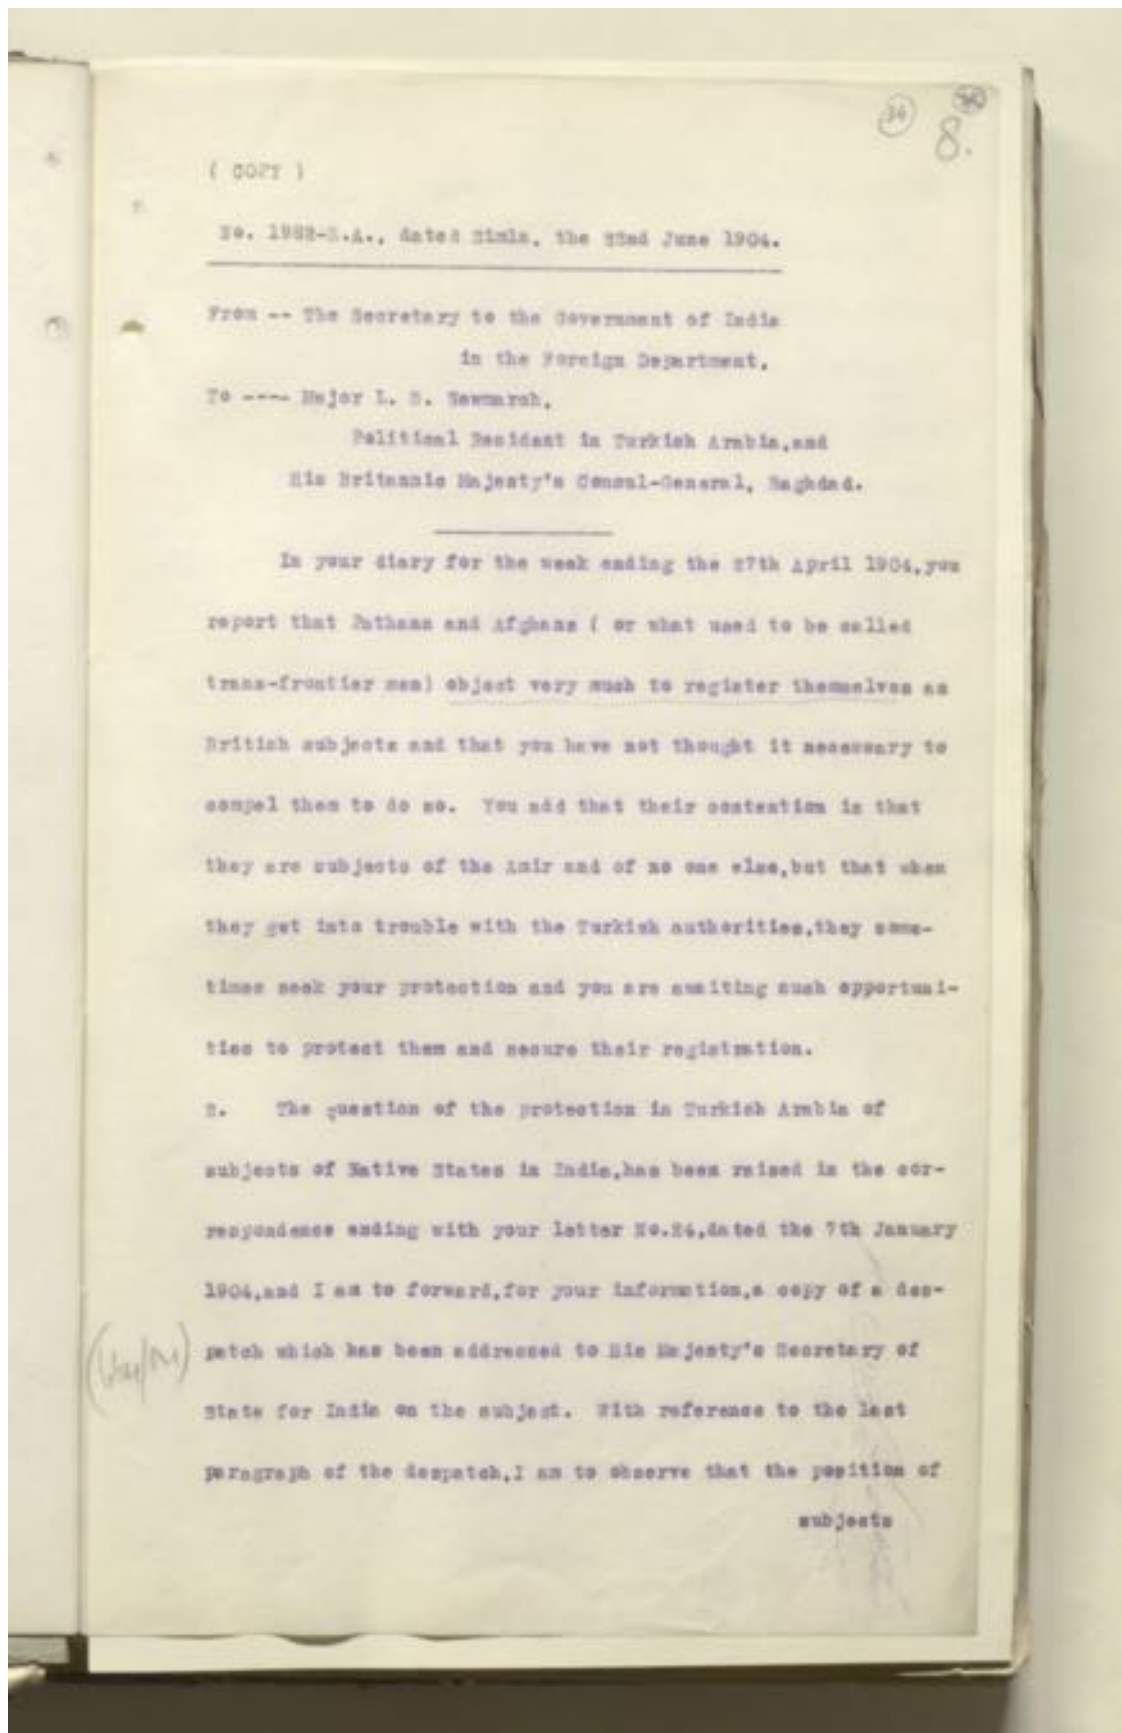 8.
( COPY )
No. 1982-E.A., dated Simla, the 22nd June 1904.
From -- The Secretary to the Government of India
in the Foreign Department.
To ---- Major L. S. Newmarch,
Political Resident in Turkish Arabia,and
His Britannic Majesty's Consul-General, Baghdad.
In your diary for the week ending the 27th April 1904,you
report that Pathans and Afghans ( or what used to be called
trans-frontier men) object very much to register themselves as
British subjects and that you have not thought it necessary to
compel them to do so. You add that their contention is that
they are subjects of the Amir and of no one else,but that when
they get into trouble with the Turkish authorities,they some-
times seek your protection and you are awaiting such opportuni-
ties to protect them and secure their registration.
2. The question of the protection in Turkish Arabia of
subjects of Native States in India,has been raised in the cor-
respondence ending with your letter No.24,dated the 7th January
1904,and I am to forward,for your information,a copy of a des-
patch which has been addressed to His Majesty's Secretary of
State for India on the subject. With reference to the last
paragraph of the despatch,I am to observe that the position of
subjects